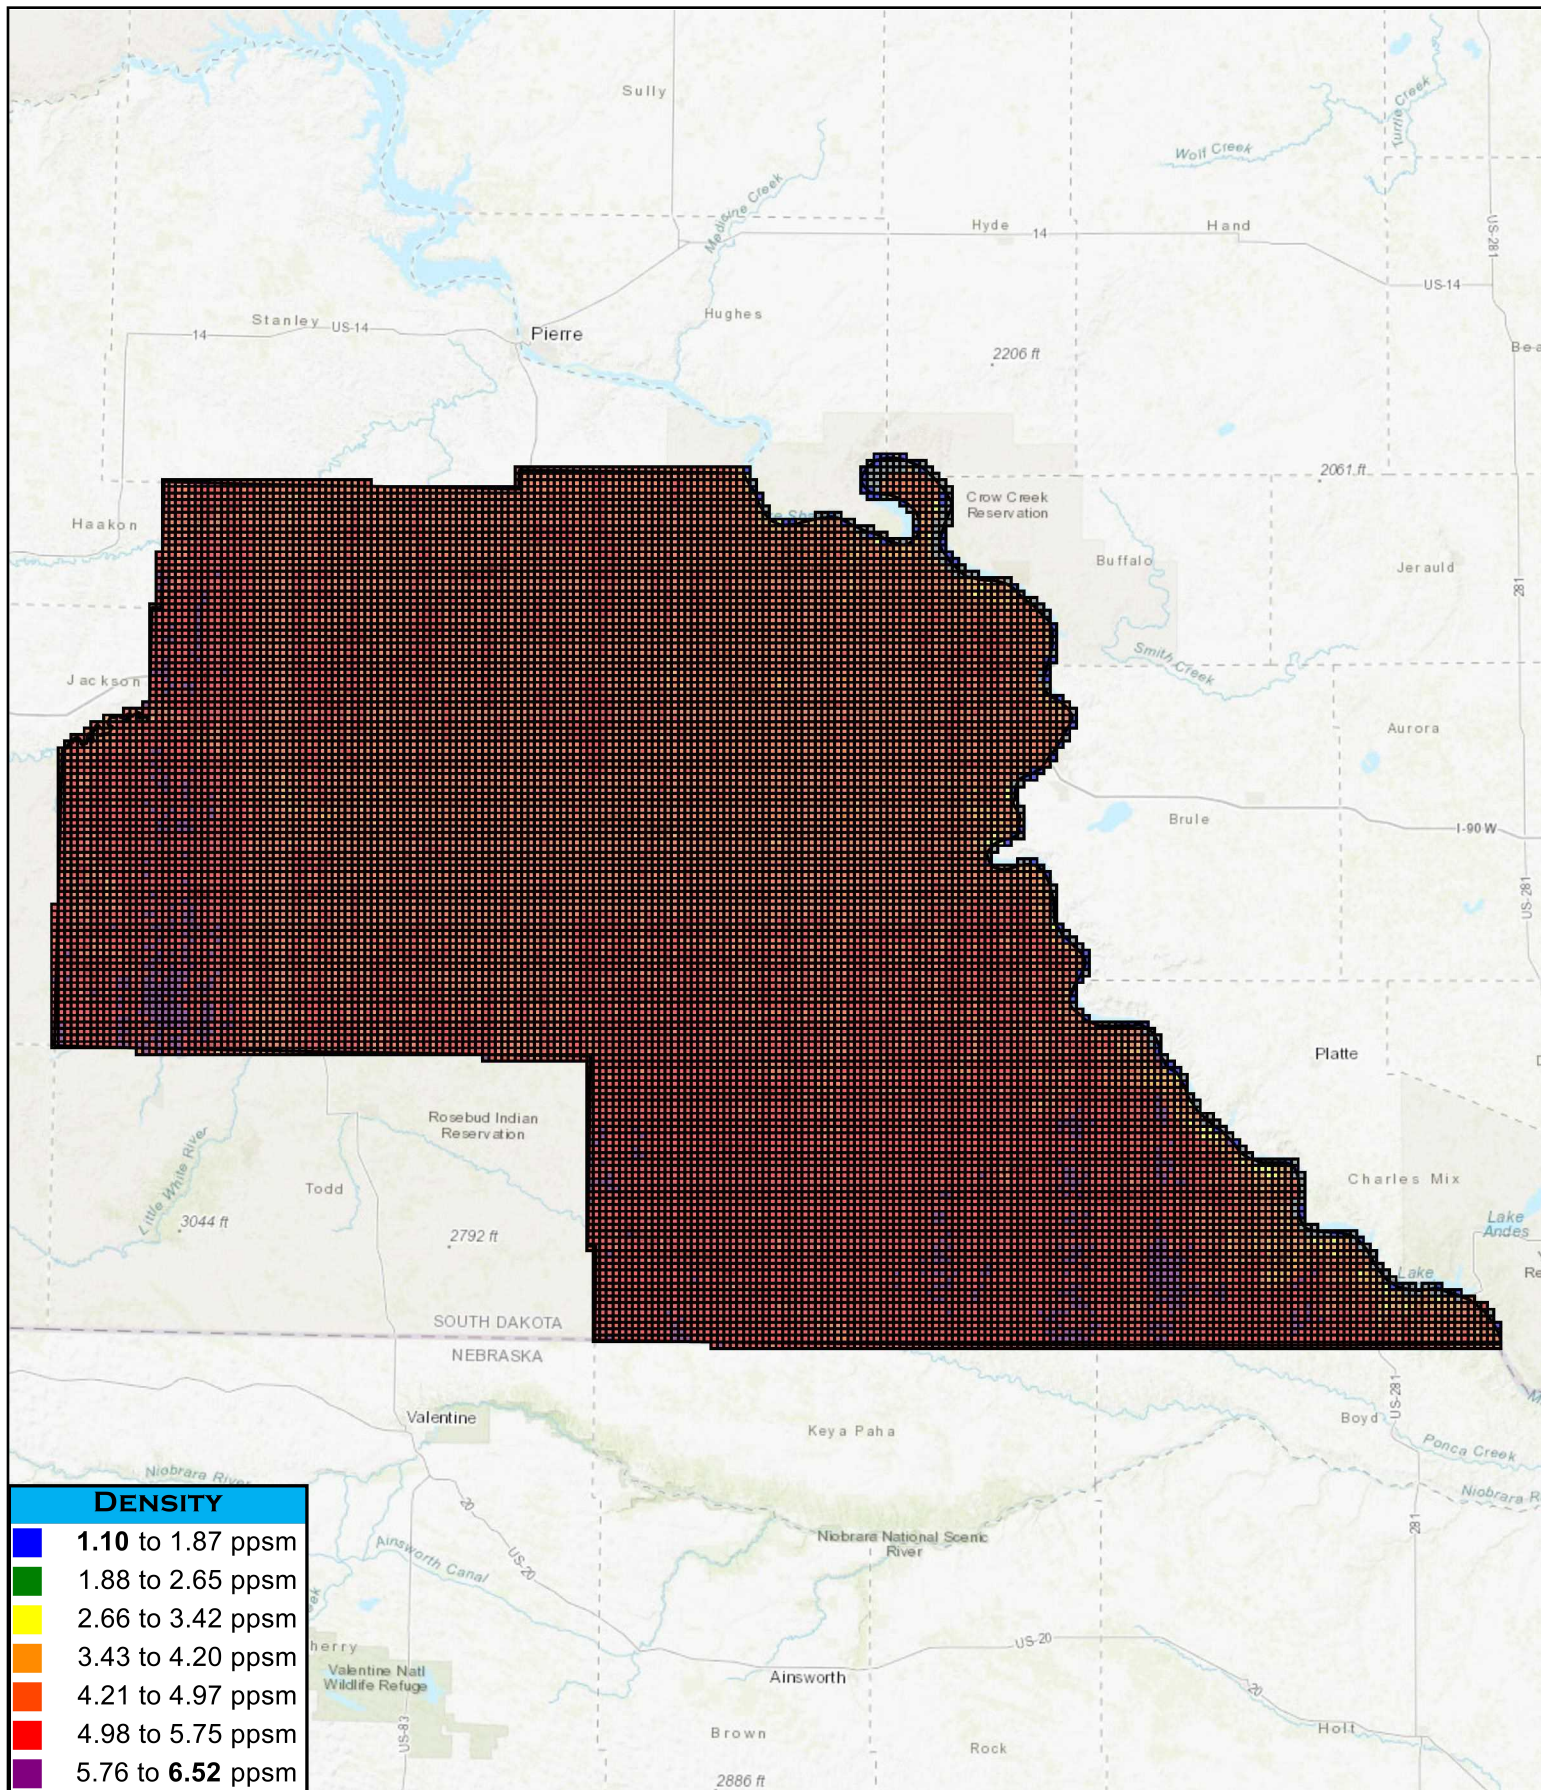 Sully
Turtle Creek
Wolf Creek
Medicine Creek
Hyde
14
Hand
US-281
US-14
Stanley
US-14
14
Pierre
Hughes
2206 ft
2061 ft
Crow Creek
Reservation
Haakon
Buffalo
Jerauld
281
Smith Creek
Jackson
Aurora
Brule
I-90 W
US-281
Platte
Rosebud Indian
Reservation
Little White River
Todd
3044 ft
2792 ft
Charles Mix
Lake
Andes
Lake
SOUTH DAKOTA
NEBRASKA
US-281
Valentine
Keya Paha
Boyd
Ponca Creek
Niobrara River
Niobrara R
20
281
Niobrara National Scenic
River
Ainsworth Canal
US-20
US-20
Valentine Natl
Wildlife Refuge
Ainsworth
20
US-83
Brown
Rock
Holt
2886 ft
DENSITY
1.10 to 1.87 ppsm
1.88 to 2.65 ppsm
2.66 to 3.42 ppsm
3.43 to 4.20 ppsm
4.21 to 4.97 ppsm
4.98 to 5.75 ppsm
5.76 to 6.52 ppsm